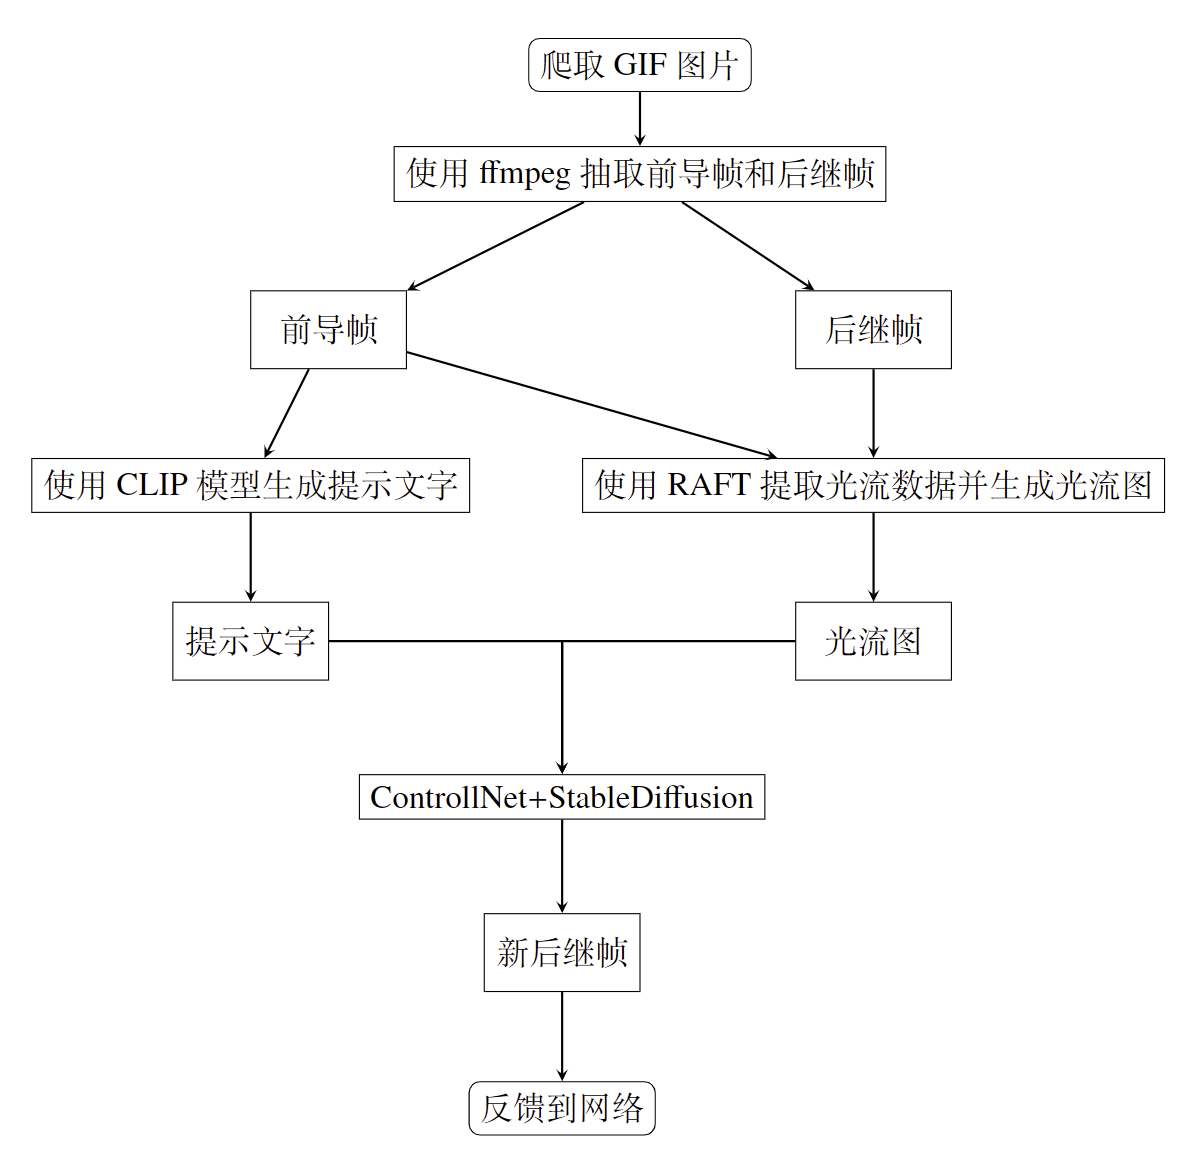 爬取 GIF 图片
使用 ffmpeg 抽取前导帧和后继帧
前导帧
后继帧
使用 CLIP 模型生成提示文字
使用 RAFT 提取光流数据并生成光流图
提示文字
光流图
ControllNet+StableDiffusion
新后继帧
反馈到网络